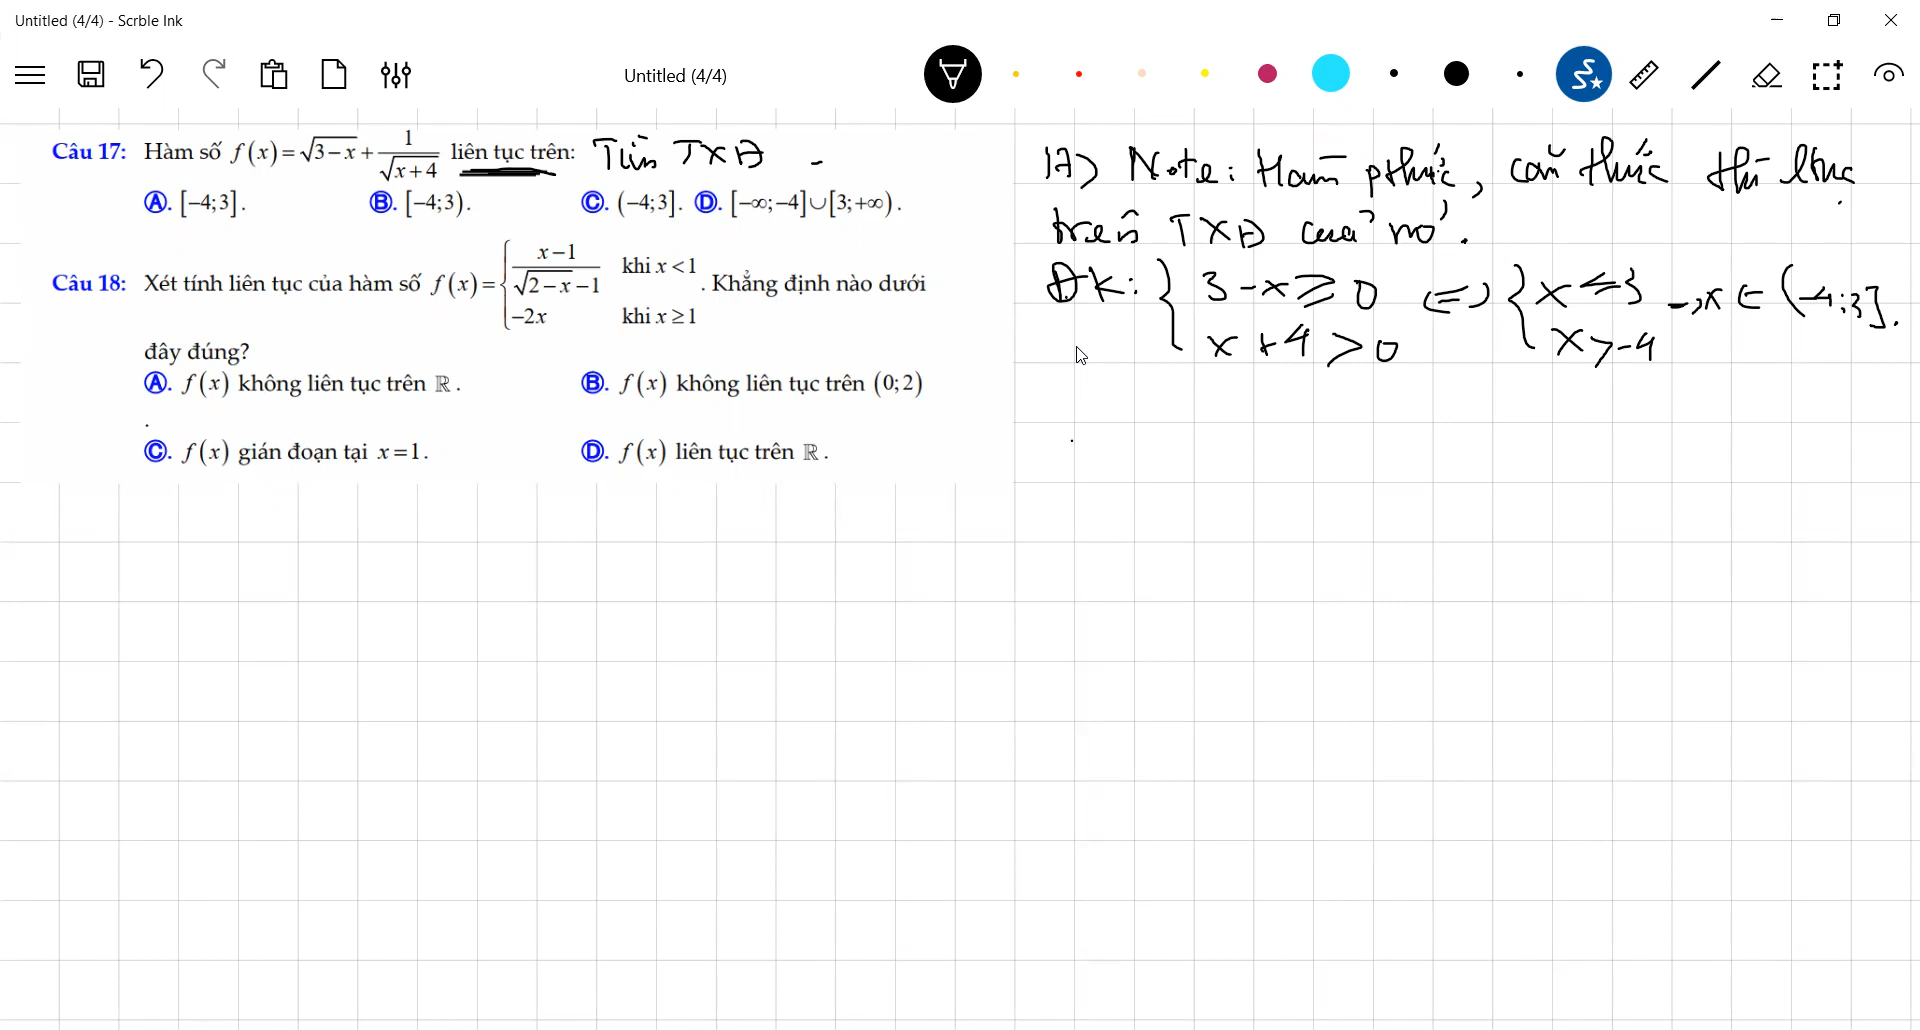 Untitled (4/4) - Scrble Ink
Untitled (4/4)
Câu 17: Hàm số f(x)=√(3−x)+1/√(x+4) liên tục trên: Tìm TXĐ -
A. [−4;3]. B. [−4;3). C. (−4;3]. D. [−∞;−4]∪[3;+∞).
Câu 18: Xét tính liên tục của hàm số f(x)={ (x−1)/(√(2−x)−1) khi x<1
−2x khi x≥1 . Khẳng định nào dưới
đây đúng?
A. f(x) không liên tục trên ℝ. B. f(x) không liên tục trên (0;2)
.
C. f(x) gián đoạn tại x=1. D. f(x) liên tục trên ℝ.
17) Note: Hàm pthức, căn thức thì ltục
trên TXĐ của nó.
ĐK: { 3-x ≥ 0 <=> { x ≤ 3 → x ∈ (-4;3].
x+4 > 0 x > -4